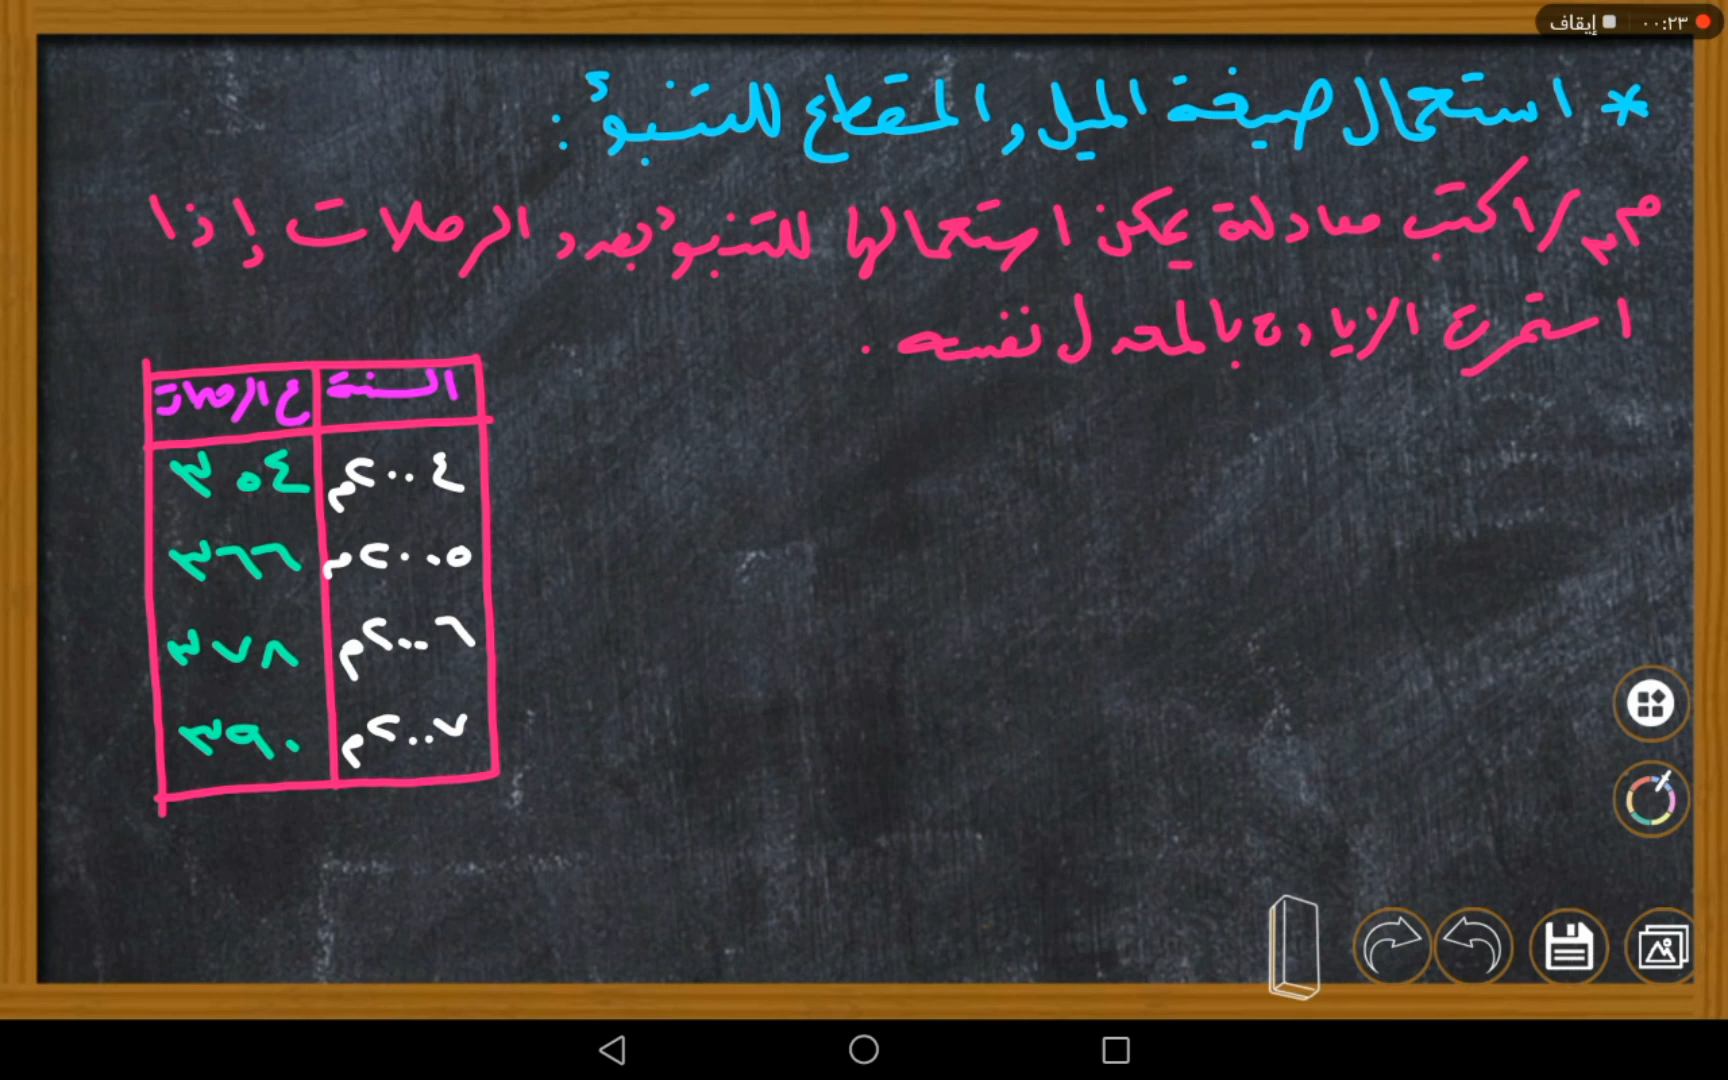 ٠٠:٢٣ إيقاف
* استعمال صيغة الميل والمقطع للتنبؤ :
م٣/ اكتب معادلة يمكن استعمالها للتنبؤ بعدد الرحلات إذا
استمرت الزيادة بالمعدل نفسه .
السنة ع الرحلات
٢٠٠٤م ٣٥٤
٢٠٠٥م ٣٦٦
٢٠٠٦م ٣٧٨
٢٠٠٧م ٣٩٠